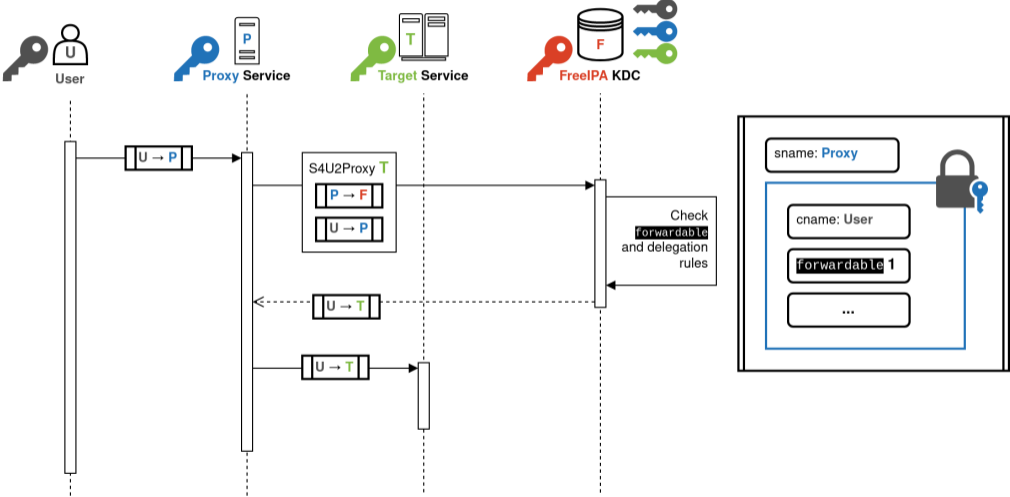 U
P
T
F
User
Proxy Service
Target Service
FreeIPA KDC
U → P
S4U2Proxy T
P → F
U → P
Check
forwardable
and delegation
rules
U → T
U → T
sname: Proxy
cname: User
forwardable 1
...